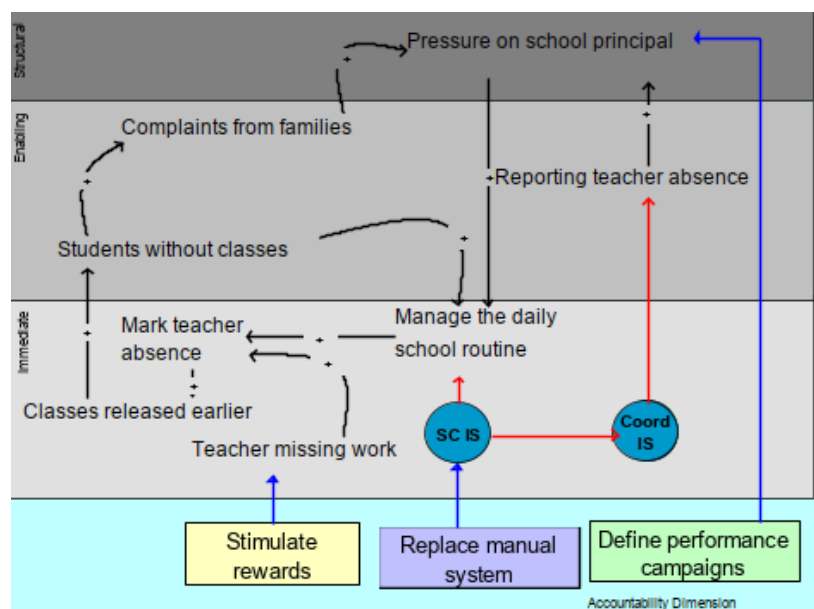 Structural
Pressure on school principal
Enabling
Complaints from families
Reporting teacher absence
Students without classes
Immediate
Mark teacher
absence
Manage the daily
school routine
Classes released earlier
Teacher missing work
SC IS
Coord
IS
Stimulate
rewards
Replace manual
system
Define performance
campaigns
Accountability Dimension